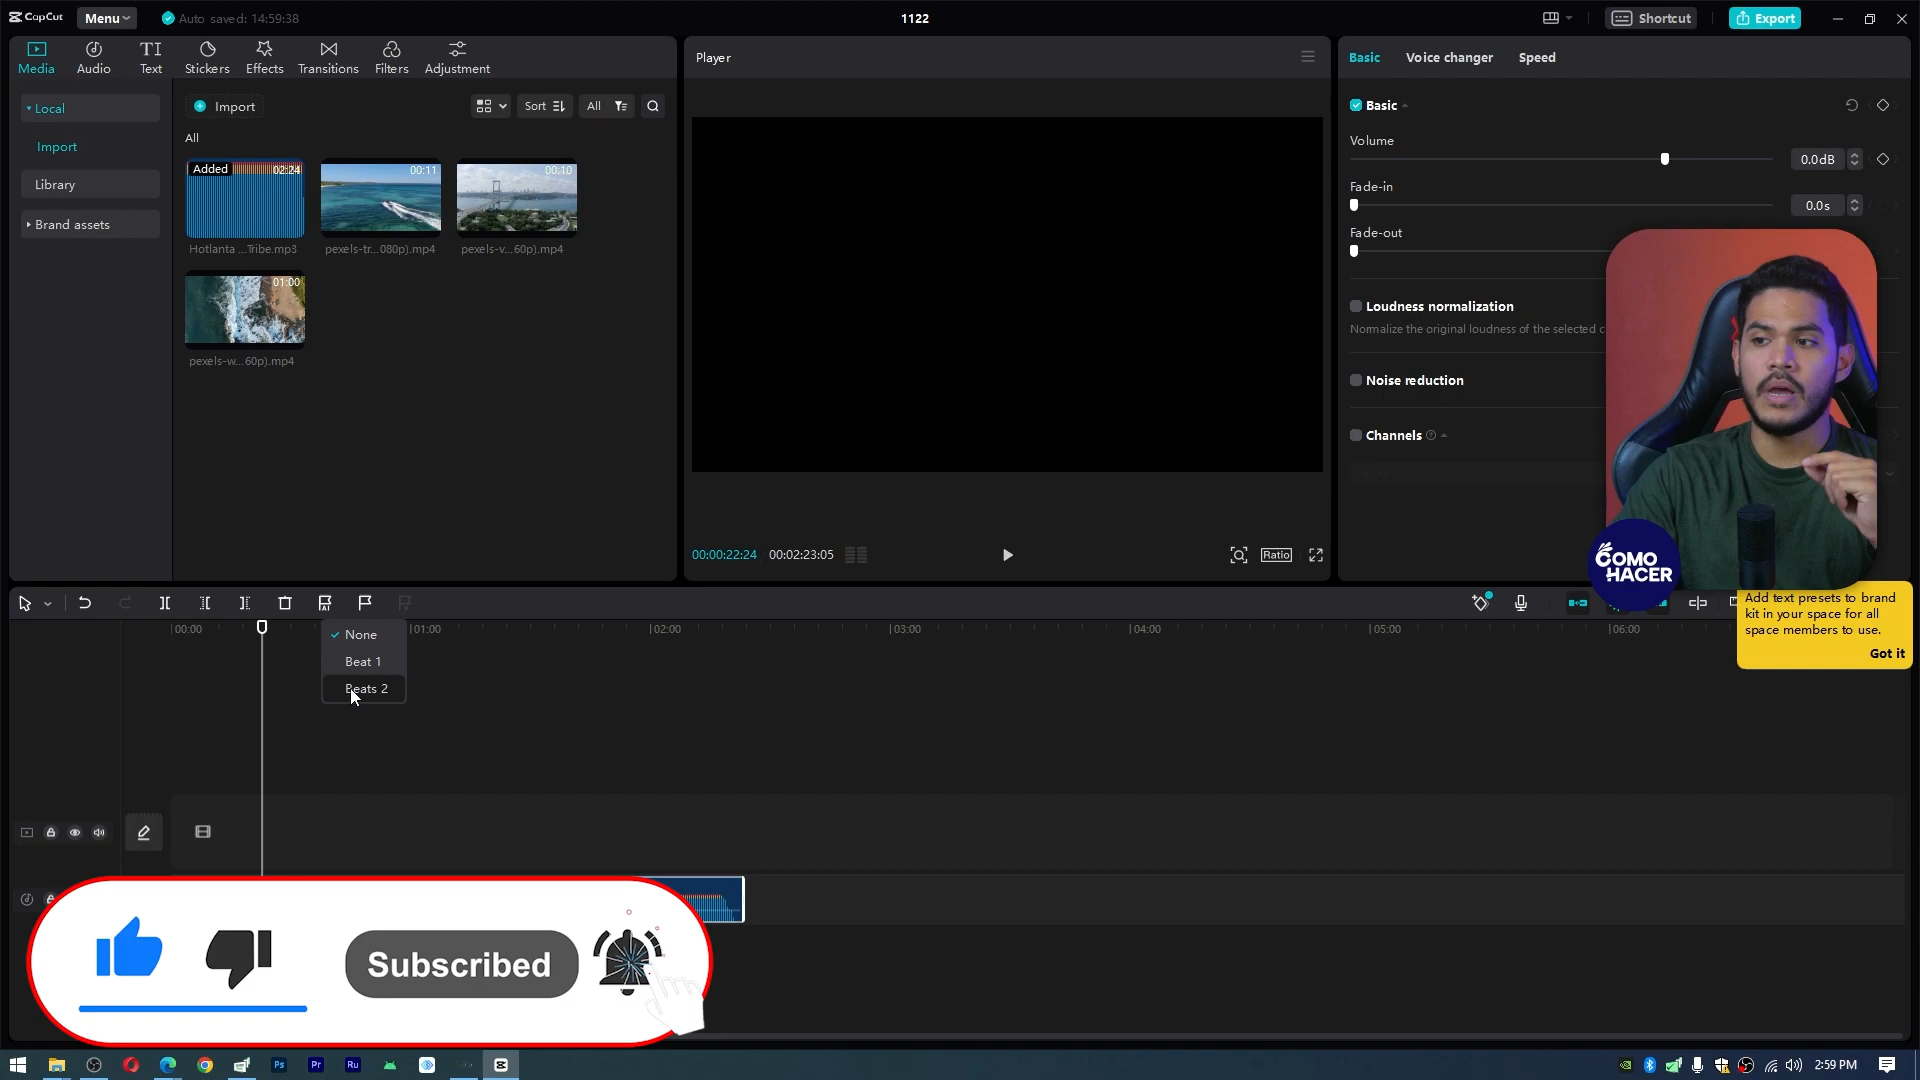 CapCut
Menu
Auto saved: 14:59:38
1122
Shortcut
Export
Media
Audio
TI
Text
Stickers
Effects
Transitions
Filters
Adjustment
Player
Basic
Voice changer
Speed
Local
Import
Library
Brand assets
Import
Sort
All
All
Added
02:24
00:11
00:10
Hotlanta ...Tribe.mp3
pexels-tr...080p).mp4
pexels-v...60p).mp4
01:00
pexels-w...60p).mp4
Basic
Volume
0.0dB
Fade-in
0.0s
Fade-out
Loudness normalization
Normalize the original loudness of the selected c
Noise reduction
Channels
COMO
HACER
00:00:22:24
00:02:23:05
Ratio
Add text presets to brand
kit in your space for all
space members to use.
Got it
00:00
01:00
02:00
03:00
04:00
05:00
06:00
None
Beat 1
Beats 2
Subscribed
Ps
Pr
Ru
2:59 PM